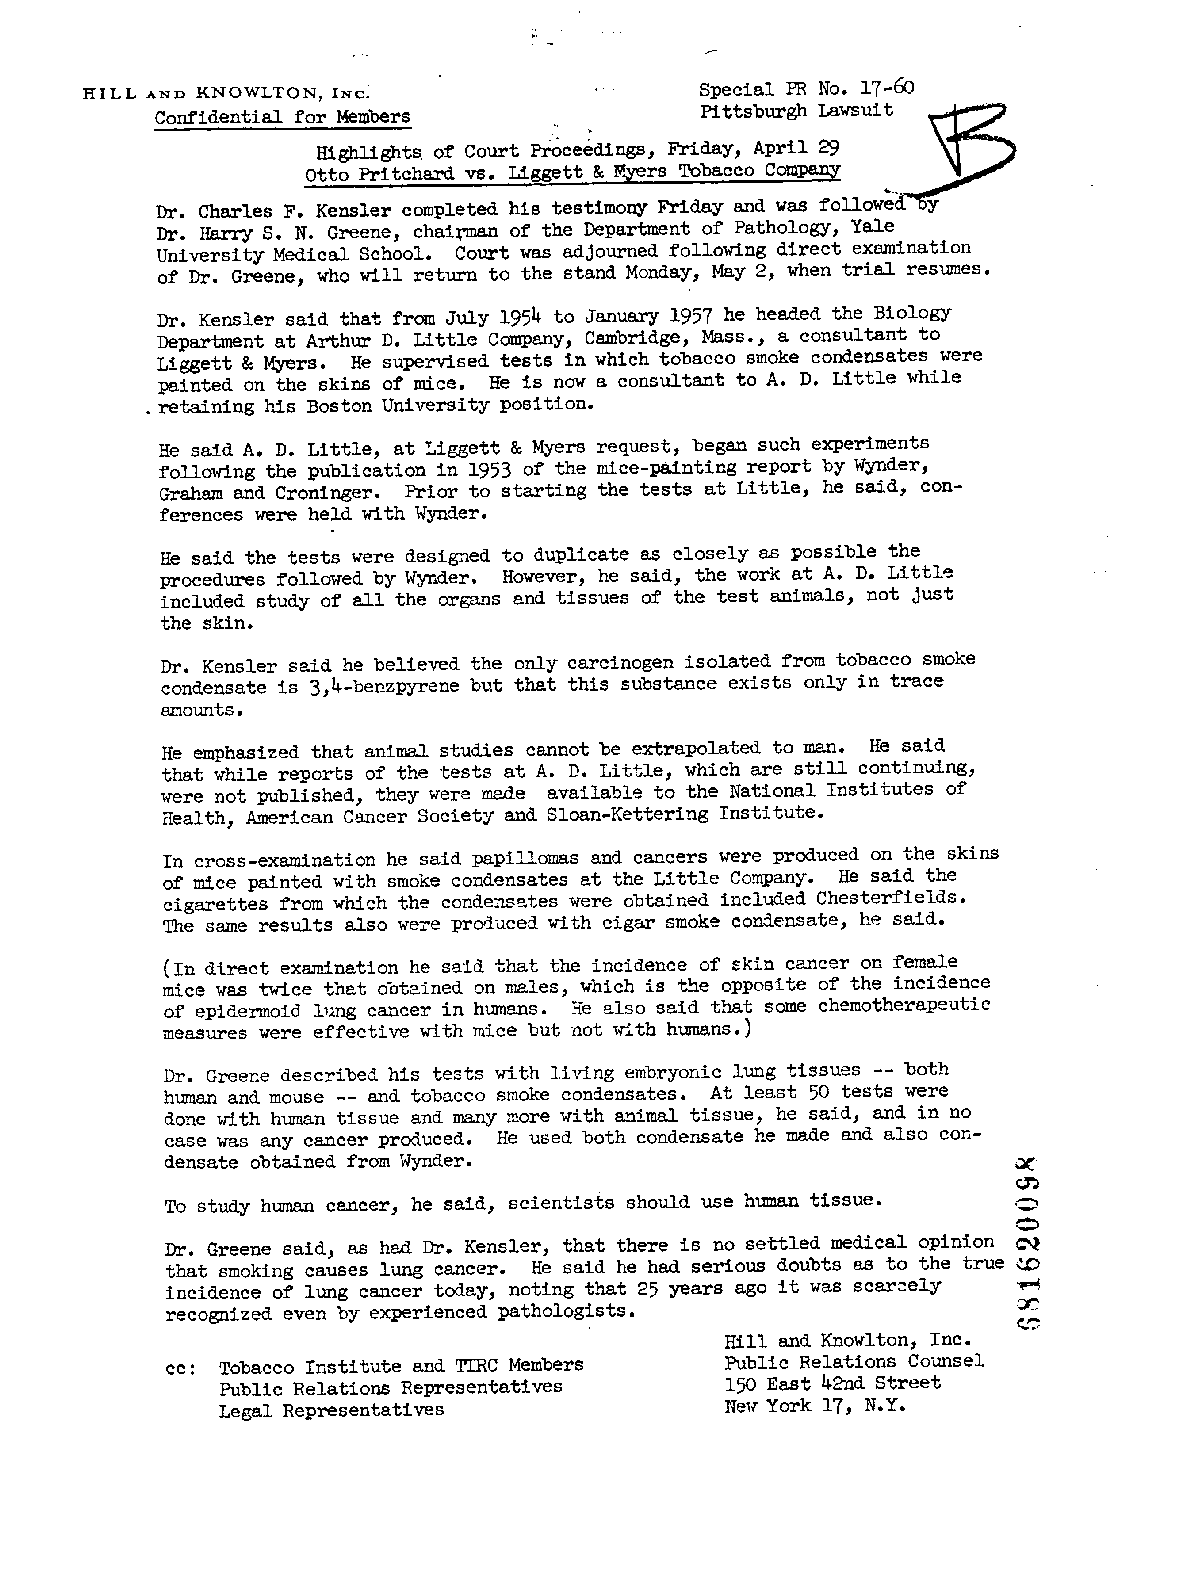 HILL AND KNOWLTON, INC.
Special PR No. 17-60
Confidential for Members
Pittsburgh Lawsuit
B
Highlights of Court Proceedings, Friday, April 29
Otto Pritchard vs. Liggett & Myers Tobacco Company
Dr. Charles F. Kensler completed his testimony Friday and was followed by
Dr. Harry S. N. Greene, chairman of the Department of Pathology, Yale
University Medical School. Court was adjourned following direct examination
of Dr. Greene, who will return to the stand Monday, May 2, when trial resumes.
Dr. Kensler said that from July 1954 to January 1957 he headed the Biology
Department at Arthur D. Little Company, Cambridge, Mass., a consultant to
Liggett & Myers. He supervised tests in which tobacco smoke condensates were
painted on the skins of mice. He is now a consultant to A. D. Little while
retaining his Boston University position.
He said A. D. Little, at Liggett & Myers request, began such experiments
following the publication in 1953 of the mice-painting report by Wynder,
Graham and Croninger. Prior to starting the tests at Little, he said, con-
ferences were held with Wynder.
He said the tests were designed to duplicate as closely as possible the
procedures followed by Wynder. However, he said, the work at A. D. Little
included study of all the organs and tissues of the test animals, not just
the skin.
Dr. Kensler said he believed the only carcinogen isolated from tobacco smoke
condensate is 3,4-benzpyrene but that this substance exists only in trace
amounts.
He emphasized that animal studies cannot be extrapolated to man. He said
that while reports of the tests at A. D. Little, which are still continuing,
were not published, they were made available to the National Institutes of
Health, American Cancer Society and Sloan-Kettering Institute.
In cross-examination he said papillomas and cancers were produced on the skins
of mice painted with smoke condensates at the Little Company. He said the
cigarettes from which the condensates were obtained included Chesterfields.
The same results also were produced with cigar smoke condensate, he said.
(In direct examination he said that the incidence of skin cancer on female
mice was twice that obtained on males, which is the opposite of the incidence
of epidermoid lung cancer in humans. He also said that some chemotherapeutic
measures were effective with mice but not with humans.)
Dr. Greene described his tests with living embryonic lung tissues -- both
human and mouse -- and tobacco smoke condensates. At least 50 tests were
done with human tissue and many more with animal tissue, he said, and in no
case was any cancer produced. He used both condensate he made and also con-
densate obtained from Wynder.
To study human cancer, he said, scientists should use human tissue.
Dr. Greene said, as had Dr. Kensler, that there is no settled medical opinion
that smoking causes lung cancer. He said he had serious doubts as to the true
incidence of lung cancer today, noting that 25 years ago it was scarcely
recognized even by experienced pathologists.
Hill and Knowlton, Inc.
cc: Tobacco Institute and TIRC Members
Public Relations Counsel
Public Relations Representatives
150 East 42nd Street
Legal Representatives
New York 17, N.Y.